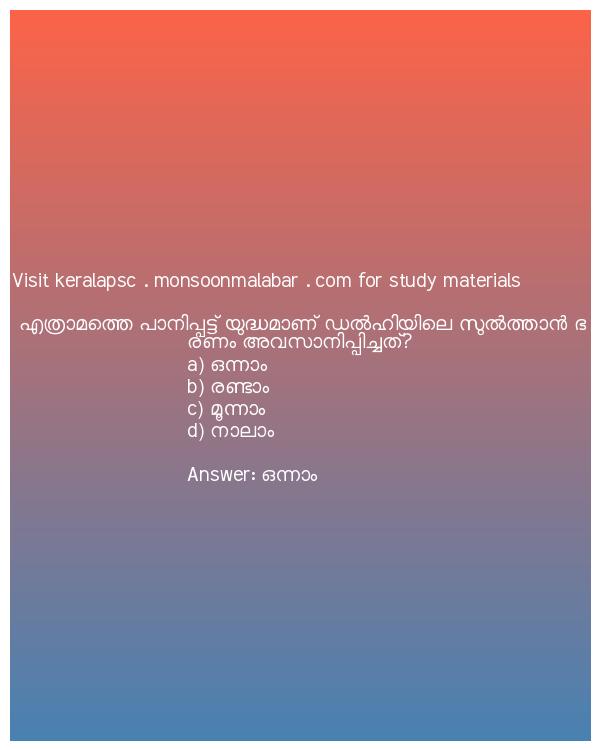 Visit keralapsc . monsoonmalabar . com for study materials
എത്രാമത്തെ പാനിപ്പട്ട് യുദ്ധമാണ് ഡൽഹിയിലെ സുൽത്താൻ ഭ
രണം അവസാനിപ്പിച്ചത്?
a) ഒന്നാം
b) രണ്ടാം
c) മൂന്നാം
d) നാലാം
Answer: ഒന്നാം